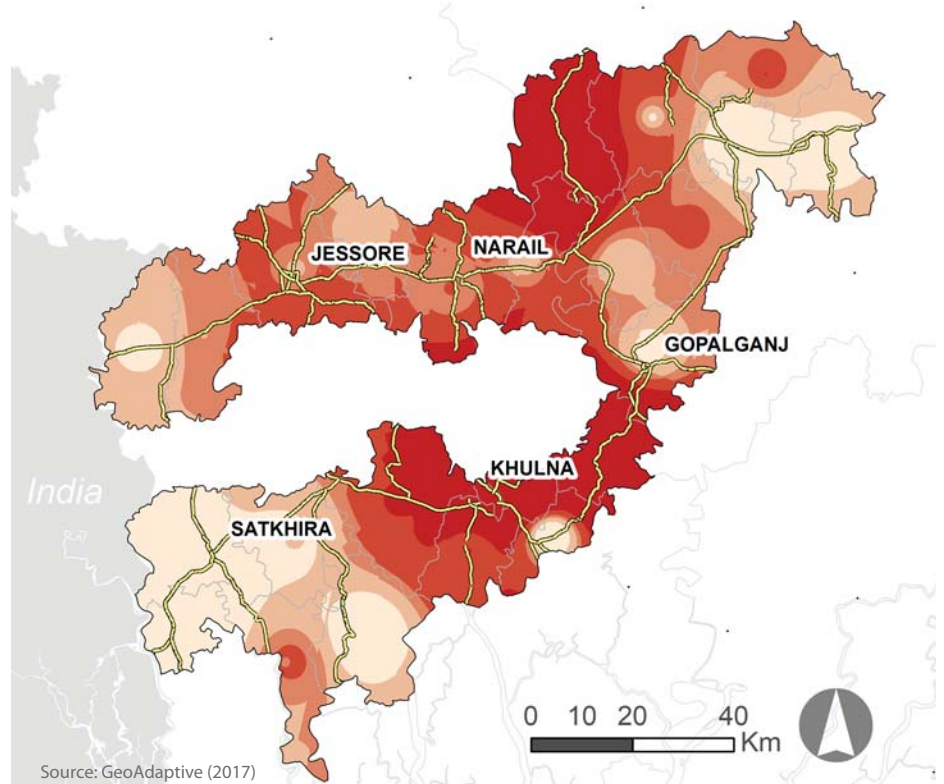 JESSORE
NARAIL
GOPALGANJ
KHULNA
India
SATKHIRA
0 10 20 40
Km
Source: GeoAdaptive (2017)